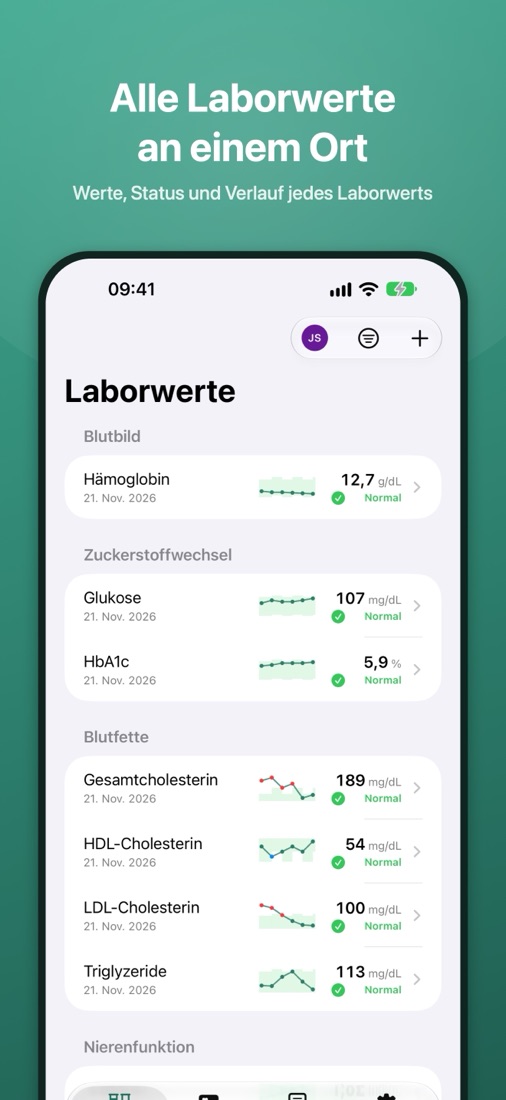 Alle Laborwerte
an einem Ort
Werte, Status und Verlauf jedes Laborwerts
09:41
JS
Laborwerte
Blutbild
Hämoglobin 12,7 g/dL
21. Nov. 2026 Normal
Zuckerstoffwechsel
Glukose 107 mg/dL
21. Nov. 2026 Normal
HbA1c 5,9 %
21. Nov. 2026 Normal
Blutfette
Gesamtcholesterin 189 mg/dL
21. Nov. 2026 Normal
HDL-Cholesterin 54 mg/dL
21. Nov. 2026 Normal
LDL-Cholesterin 100 mg/dL
21. Nov. 2026 Normal
Triglyzeride 113 mg/dL
21. Nov. 2026 Normal
Nierenfunktion